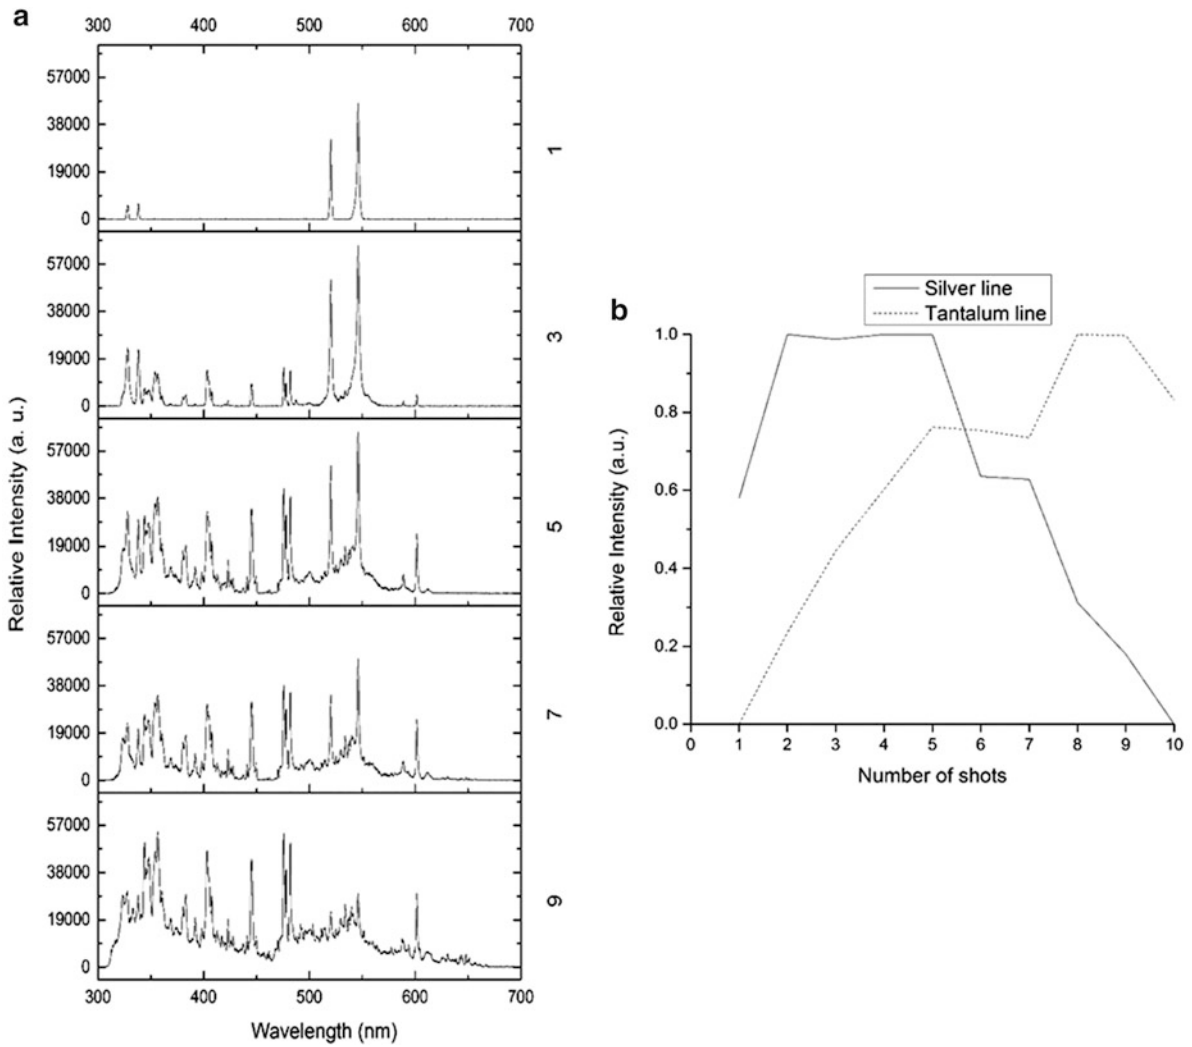 a
300 400 500 600 700
57000
38000
19000
0
1
57000
38000
19000
0
3
57000
38000
19000
0
5
57000
38000
19000
0
7
57000
38000
19000
0
9
300 400 500 600 700
Wavelength (nm)
Relative Intensity (a. u.)
b
Silver line
Tantalum line
1.0
0.8
0.6
0.4
0.2
0.0
0 1 2 3 4 5 6 7 8 9 10
Number of shots
Relative Intensity (a.u.)